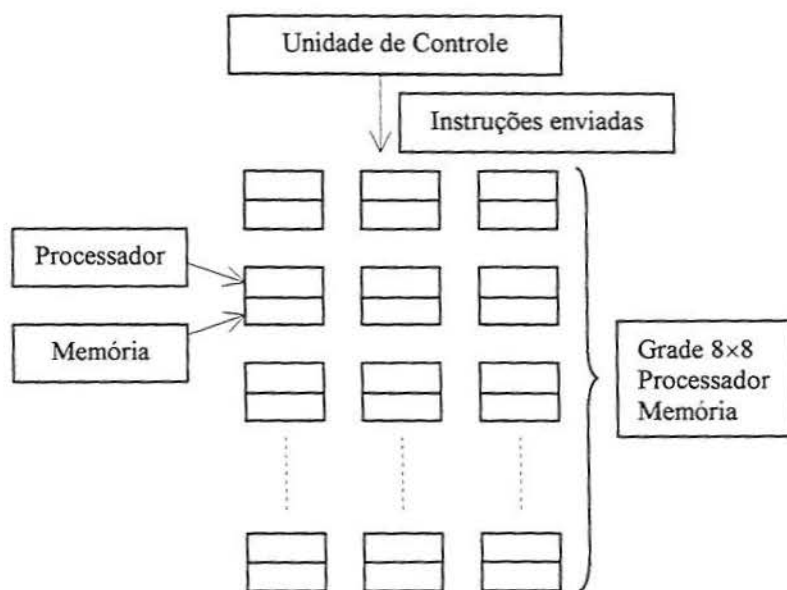 Unidade de Controle
Instruções enviadas
Processador
Memória
Grade 8×8
Processador
Memória